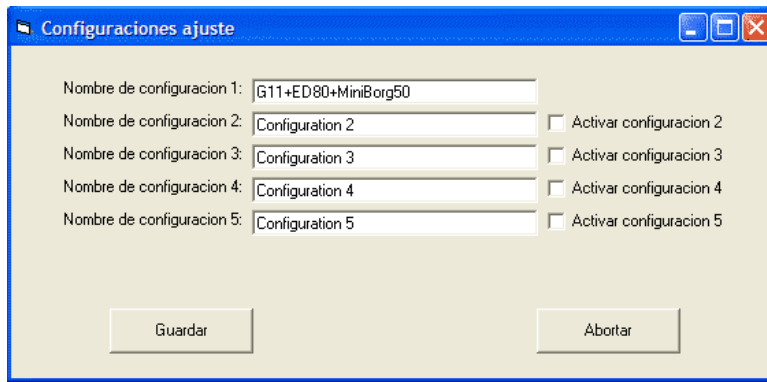 Configuraciones ajuste
Nombre de configuracion 1: G11+ED80+MiniBorg50
Nombre de configuracion 2: Configuration 2 Activar configuracion 2
Nombre de configuracion 3: Configuration 3 Activar configuracion 3
Nombre de configuracion 4: Configuration 4 Activar configuracion 4
Nombre de configuracion 5: Configuration 5 Activar configuracion 5
Guardar Abortar